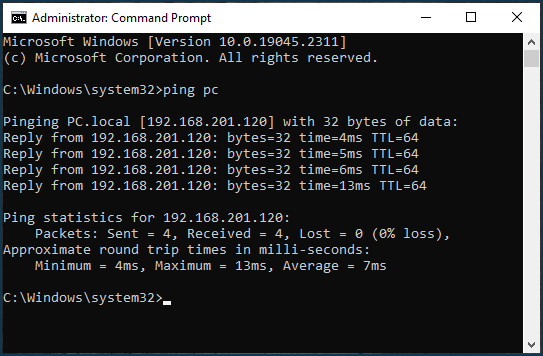 Administrator: Command Prompt
Microsoft Windows [Version 10.0.19045.2311]
(c) Microsoft Corporation. All rights reserved.
C:\Windows\system32>ping pc
Pinging PC.local [192.168.201.120] with 32 bytes of data:
Reply from 192.168.201.120: bytes=32 time=4ms TTL=64
Reply from 192.168.201.120: bytes=32 time=5ms TTL=64
Reply from 192.168.201.120: bytes=32 time=6ms TTL=64
Reply from 192.168.201.120: bytes=32 time=13ms TTL=64
Ping statistics for 192.168.201.120:
    Packets: Sent = 4, Received = 4, Lost = 0 (0% loss),
Approximate round trip times in milli-seconds:
    Minimum = 4ms, Maximum = 13ms, Average = 7ms
C:\Windows\system32>